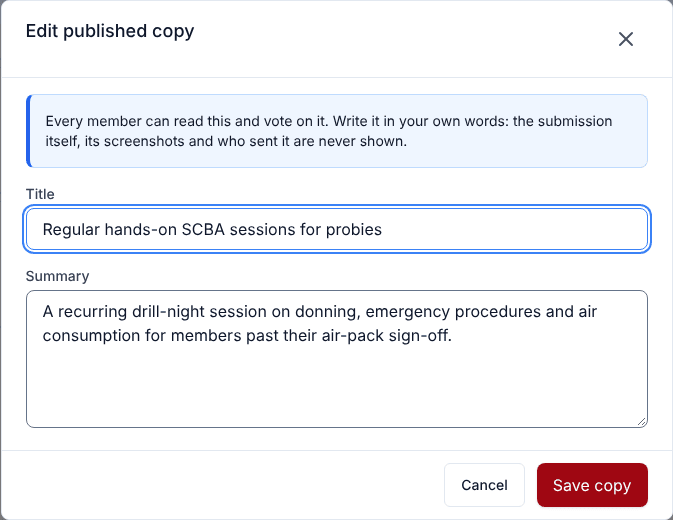 Edit published copy
Every member can read this and vote on it. Write it in your own words: the submission
itself, its screenshots and who sent it are never shown.
Title
Regular hands-on SCBA sessions for probies
Summary
A recurring drill-night session on donning, emergency procedures and air
consumption for members past their air-pack sign-off.
Cancel
Save copy